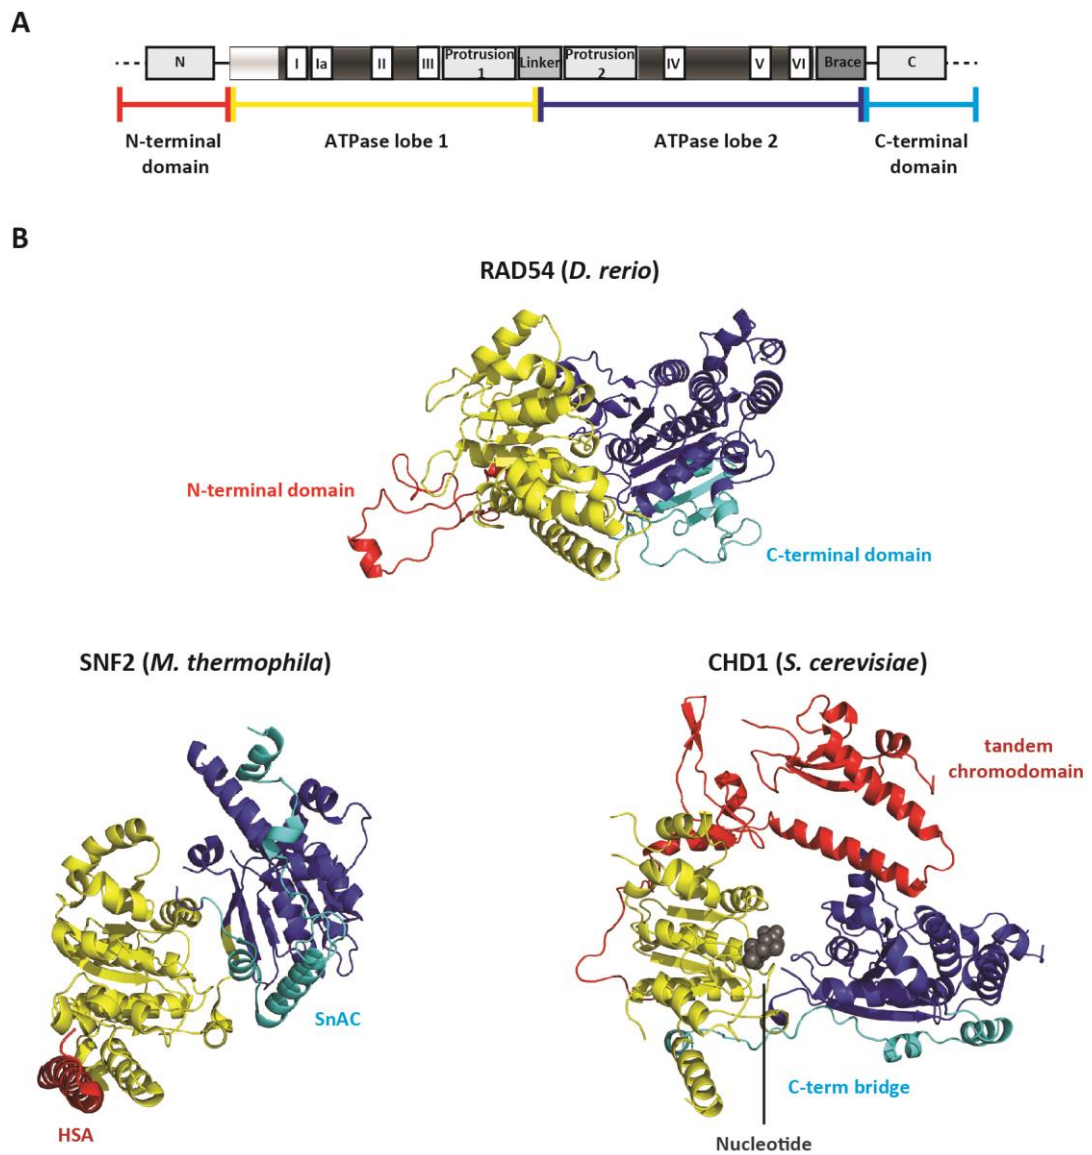 A
N
I
Ia
II
III
Protrusion
1
Linker
Protrusion
2
IV
V
VI
Brace
C
N-terminal
domain
ATPase lobe 1
ATPase lobe 2
C-terminal
domain
B
RAD54 (D. rerio)
N-terminal domain
C-terminal domain
SNF2 (M. thermophila)
CHD1 (S. cerevisiae)
tandem
chromodomain
SnAC
HSA
C-term bridge
Nucleotide